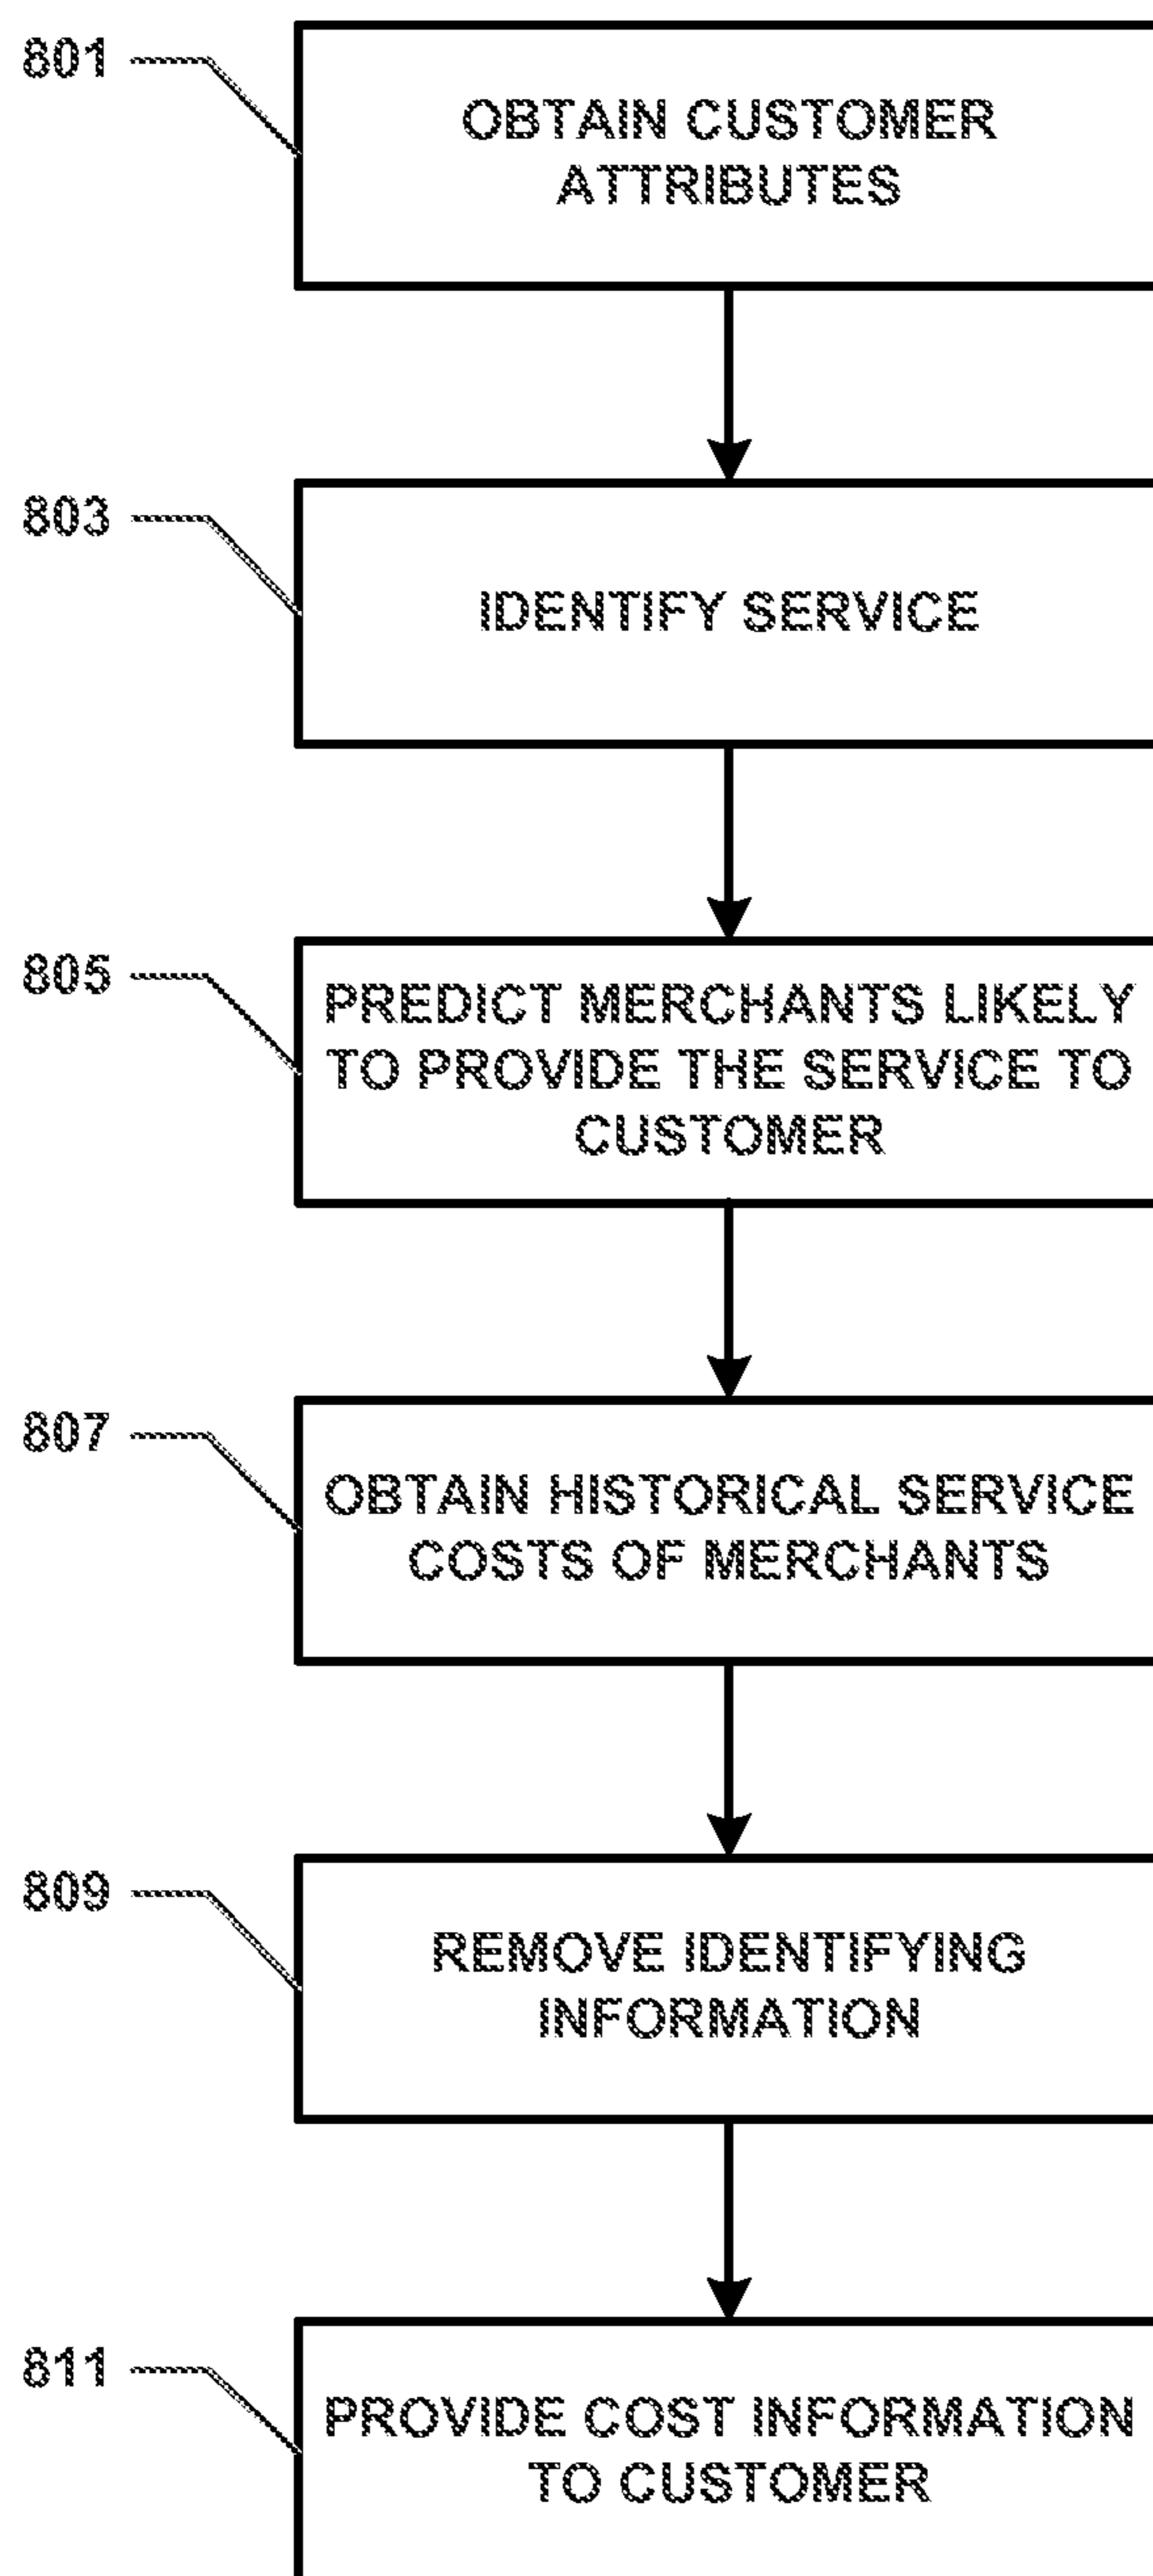 801
OBTAIN CUSTOMER
ATTRIBUTES
803
IDENTIFY SERVICE
805
PREDICT MERCHANTS LIKELY
TO PROVIDE THE SERVICE TO
CUSTOMER
807
OBTAIN HISTORICAL SERVICE
COSTS OF MERCHANTS
809
REMOVE IDENTIFYING
INFORMATION
811
PROVIDE COST INFORMATION
TO CUSTOMER